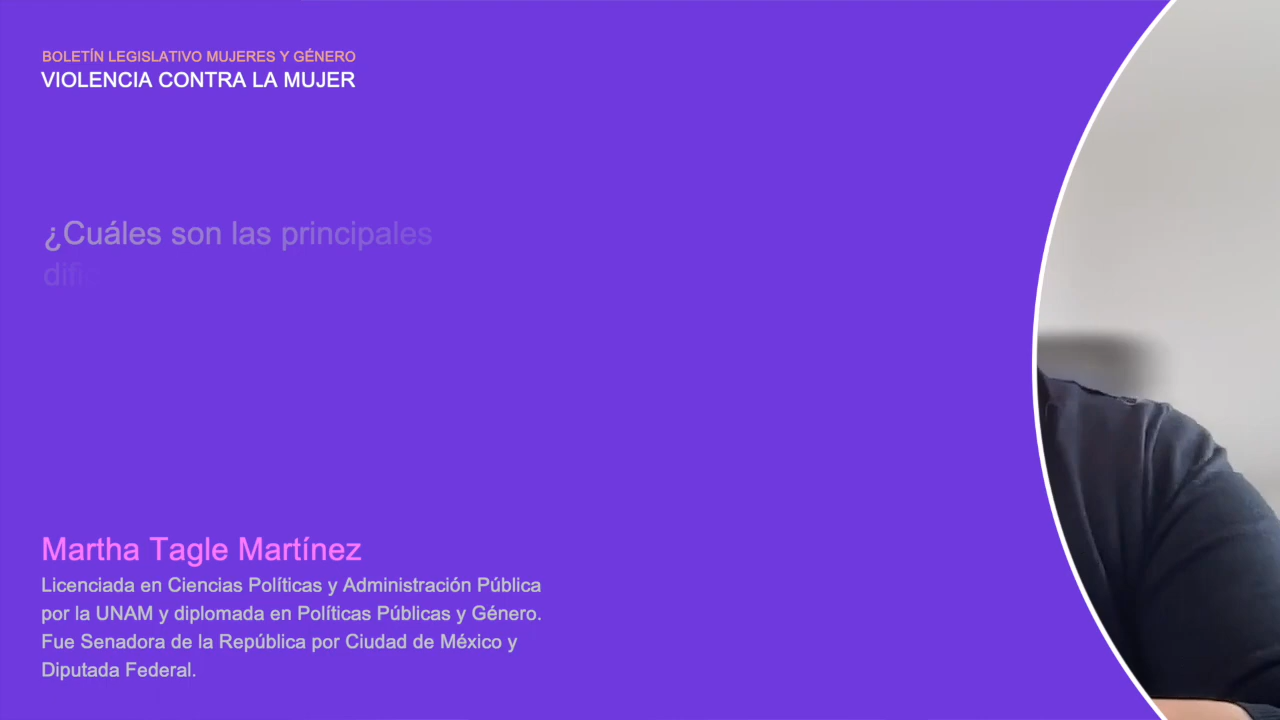 BOLETÍN LEGISLATIVO MUJERES Y GÉNERO
VIOLENCIA CONTRA LA MUJER
¿Cuáles son las principales
Martha Tagle Martínez
Licenciada en Ciencias Políticas y Administración Pública
por la UNAM y diplomada en Políticas Públicas y Género.
Fue Senadora de la República por Ciudad de México y
Diputada Federal.